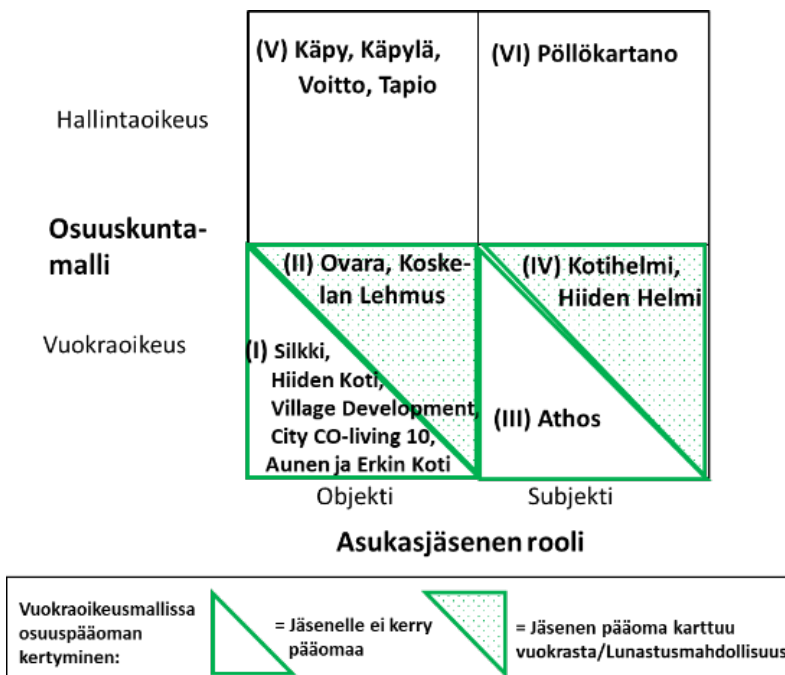 (V) Käpy, Käpylä,
Voitto, Tapio
(VI) Pöllökartano
Hallintaoikeus
Osuuskunta-
malli
(II) Ovara, Koske-
lan Lehmus
(IV) Kotihelmi,
Hiiden Helmi
Vuokraoikeus
(I) Silkki,
Hiiden Koti,
Village Development,
City CO-living 10,
Aunen ja Erkin Koti
(III) Athos
Objekti
Subjekti
Asukasjäsenen rooli
Vuokraoikeusmallissa
osuuspääoman
kertyminen:
= Jäsenelle ei kerry
pääomaa
= Jäsenen pääoma karttuu
vuokrasta/Lunastusmahdollisuus